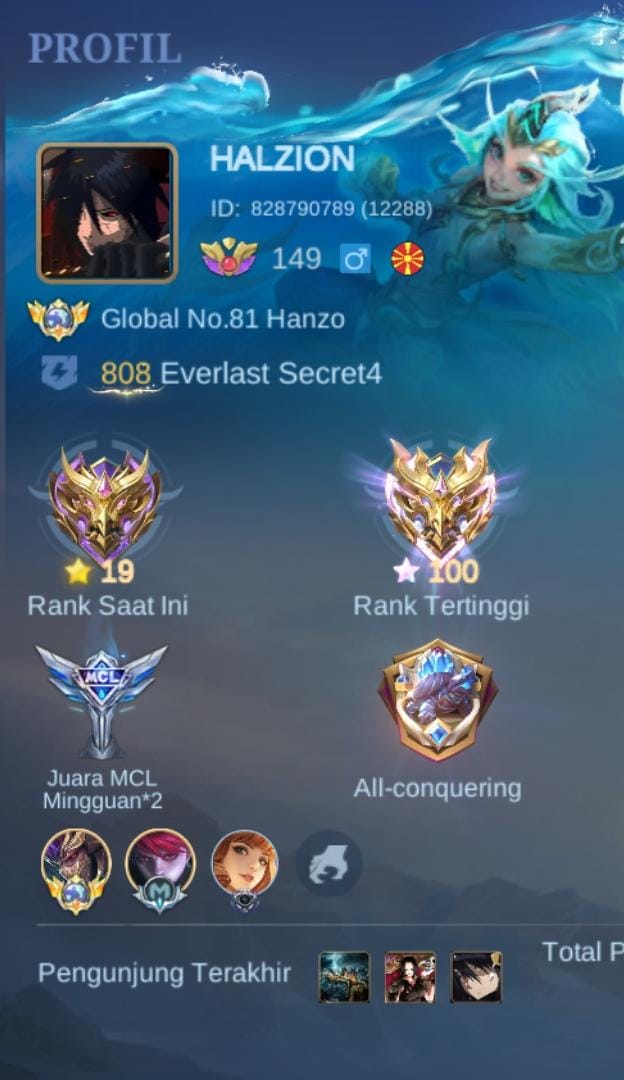 PROFIL
HALZION
ID: 828790789 (12288)
149
Global No.81 Hanzo
808 Everlast Secret4
19
100
Rank Saat Ini
Rank Tertinggi
MCL
Juara MCL
Mingguan*2
All-conquering
M
Pengunjung Terakhir
Total P